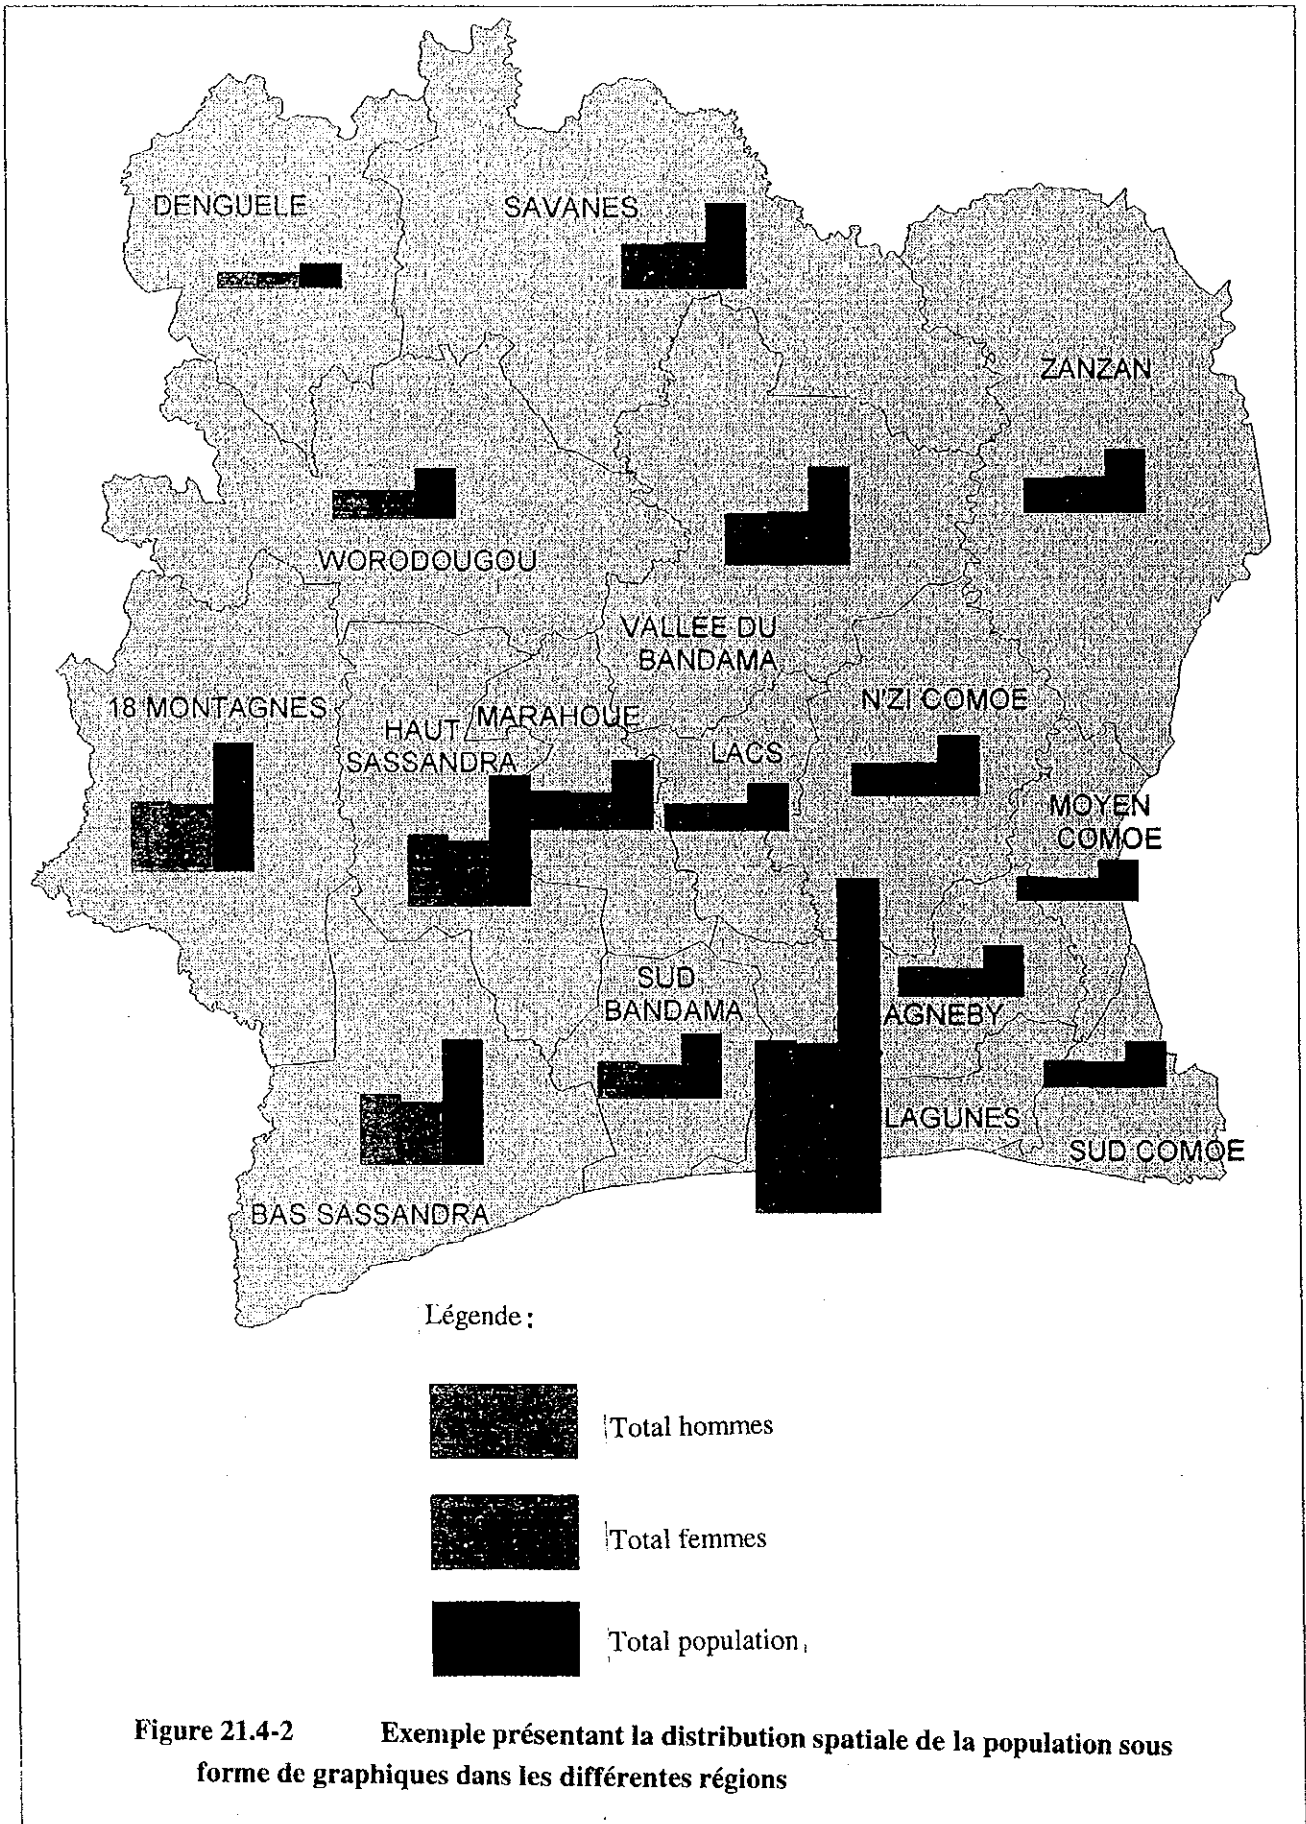 DENGUELE
SAVANES
ZANZAN
WORODOUGOU
VALLEE DU
BANDAMA
18 MONTAGNES
HAUT
SASSANDRA
MARAHOUE
LACS
N'ZI COMOE
MOYEN
COMOE
SUD
BANDAMA
AGNEBY
LAGUNES
SUD COMOE
BAS SASSANDRA
Légende :
Total hommes
Total femmes
Total population
Figure 21.4-2 Exemple présentant la distribution spatiale de la population sous
forme de graphiques dans les différentes régions